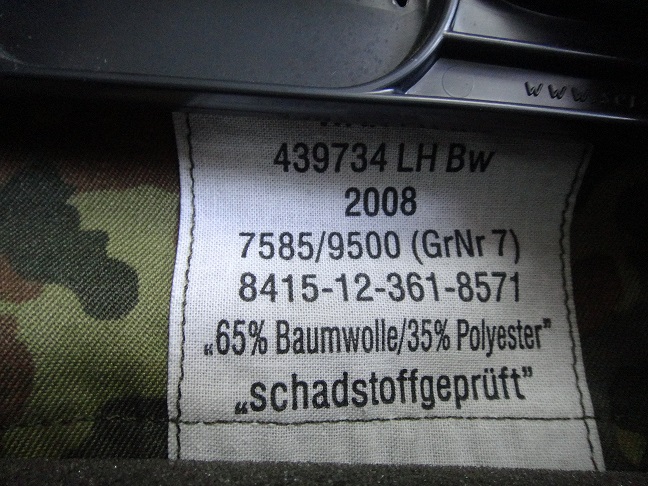 439734 LH Bw
2008
7585/9500 (GrNr 7)
8415-12-361-8571
„65% Baumwolle/35% Polyester”
„schadstoffgeprüft”